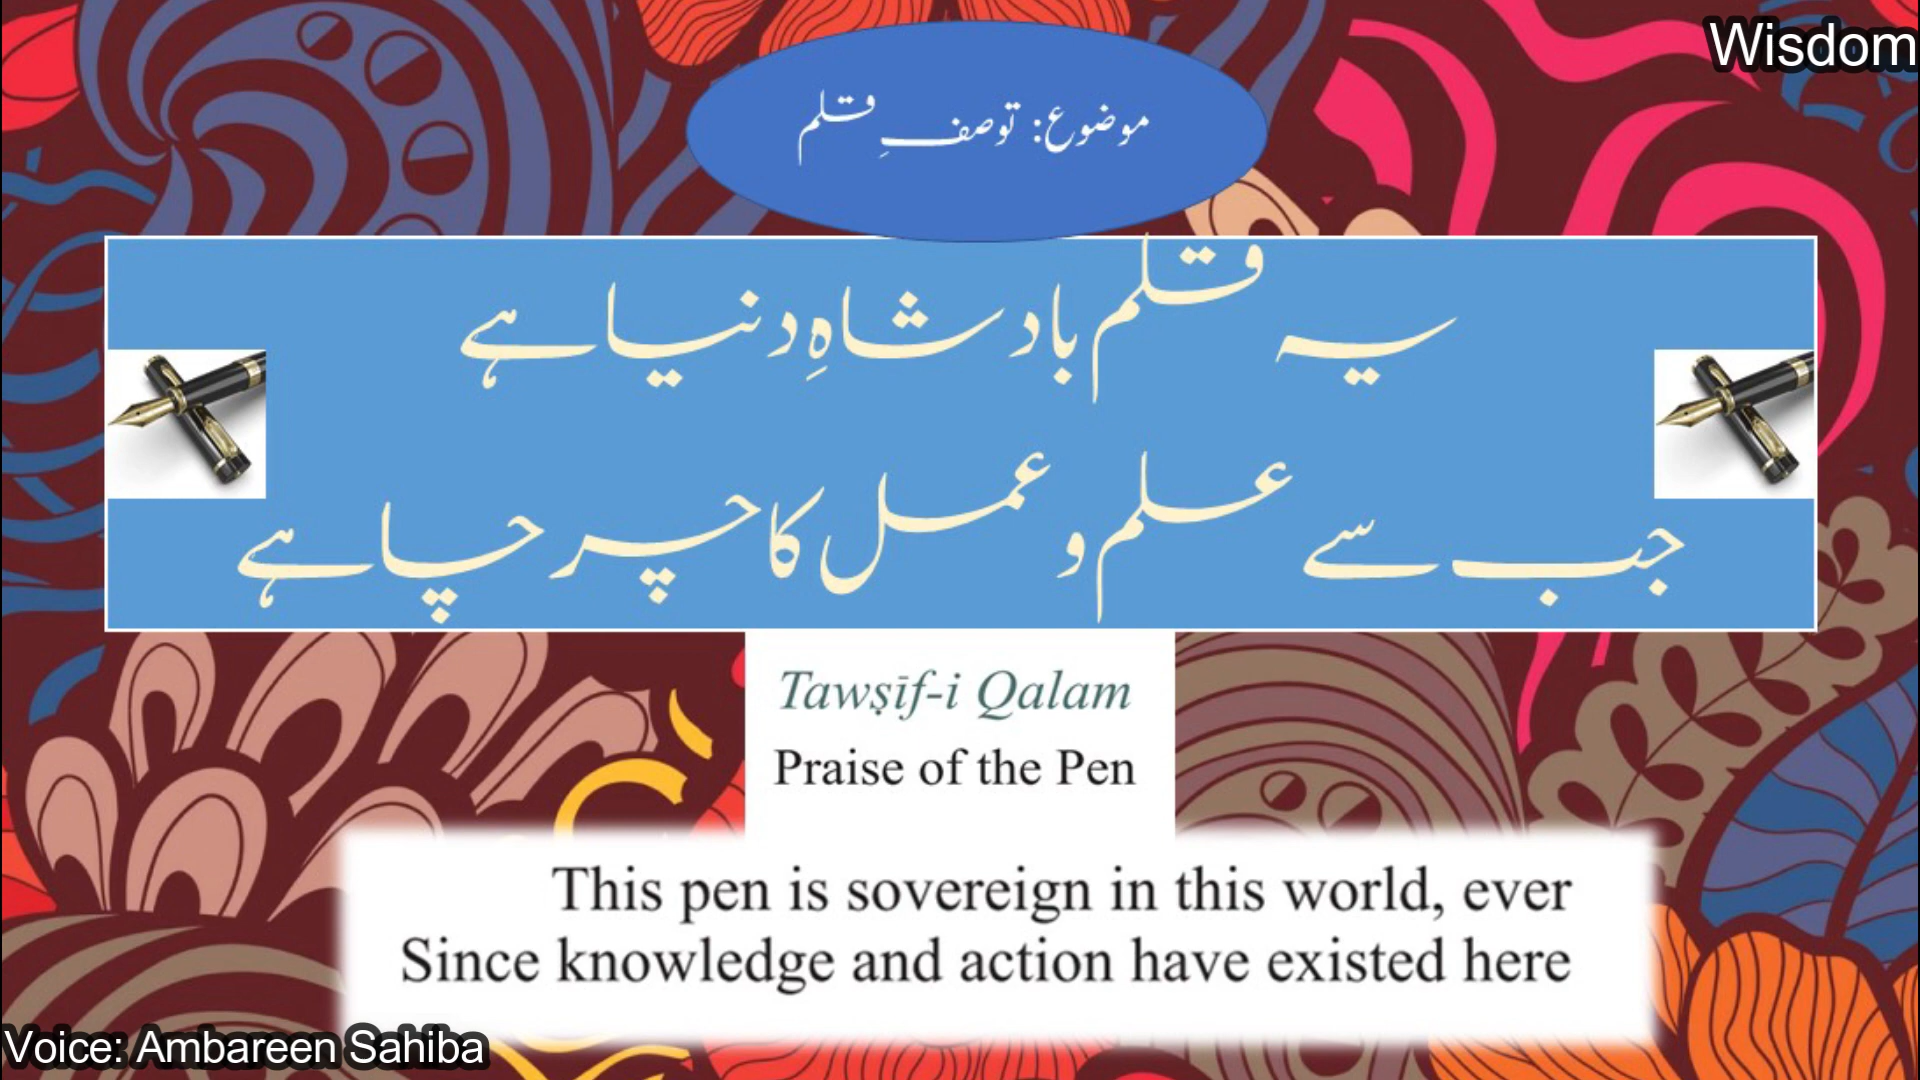 Wisdom
موضوع: توصفِ قلم
یہ قلم بادشاہِ دنیا ہے
جب سے علم و عمل کا چرچا ہے
Tawṣīf-i Qalam
Praise of the Pen
This pen is sovereign in this world, ever
Since knowledge and action have existed here
Voice: Ambareen Sahiba